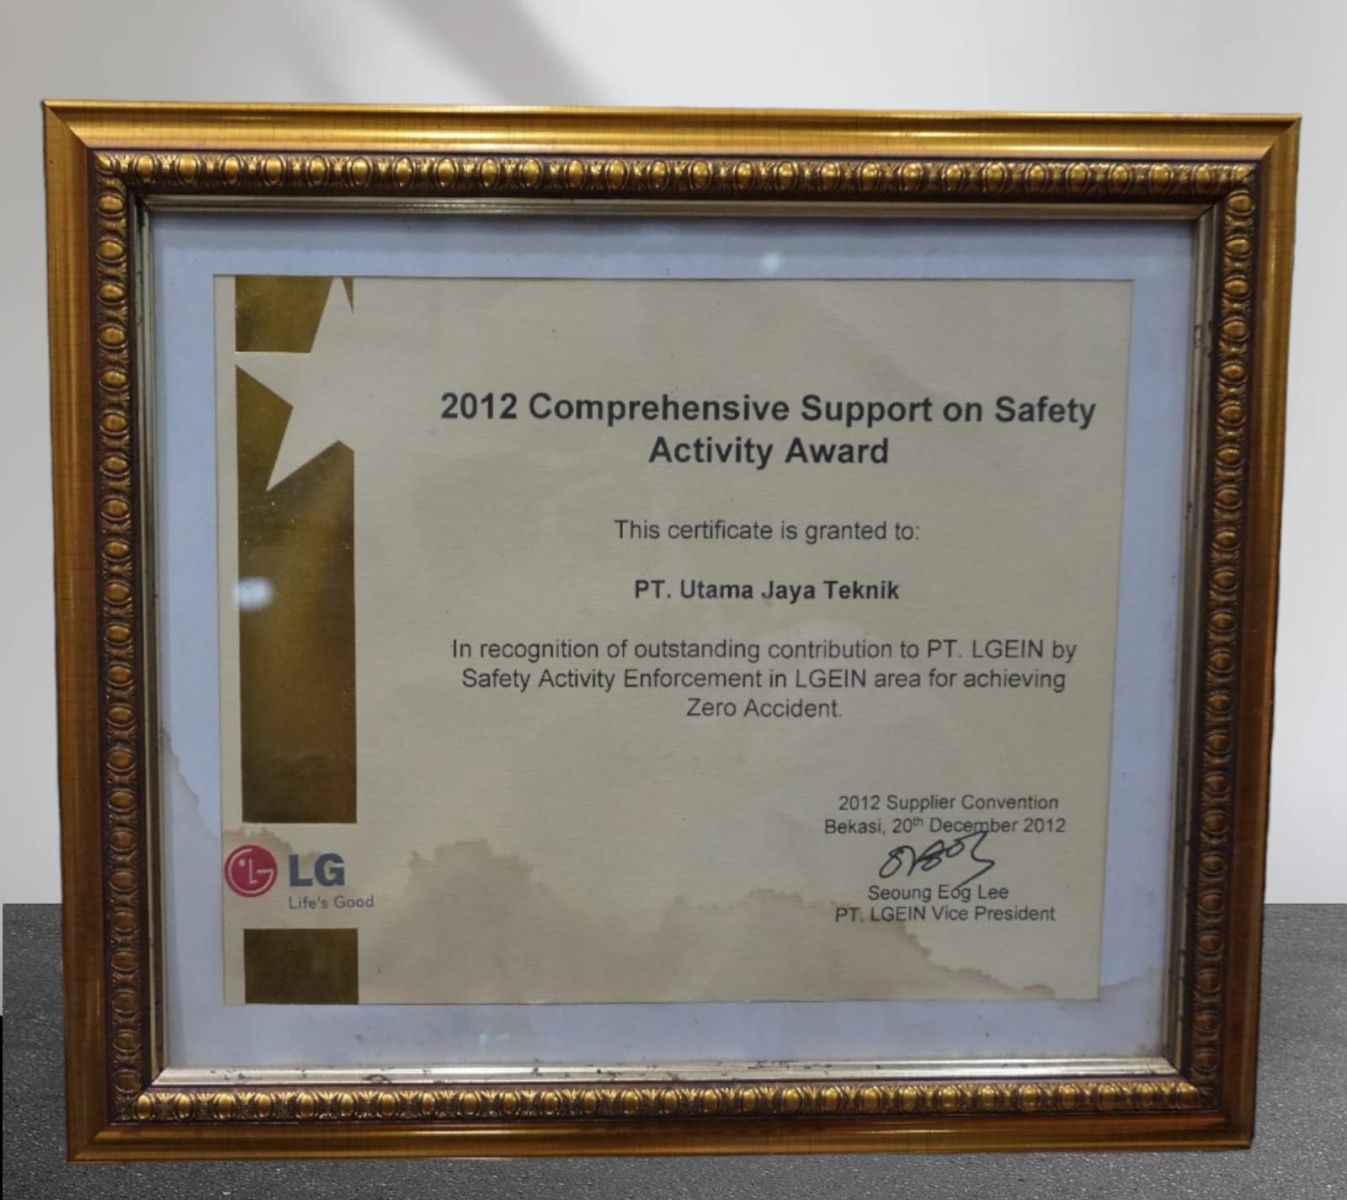 2012 Comprehensive Support on Safety
Activity Award
This certificate is granted to:
PT. Utama Jaya Teknik
In recognition of outstanding contribution to PT. LGEIN by
Safety Activity Enforcement in LGEIN area for achieving
Zero Accident.
2012 Supplier Convention
Bekasi, 20th December 2012
Seoung Eog Lee
PT. LGEIN Vice President
LG
Life's Good